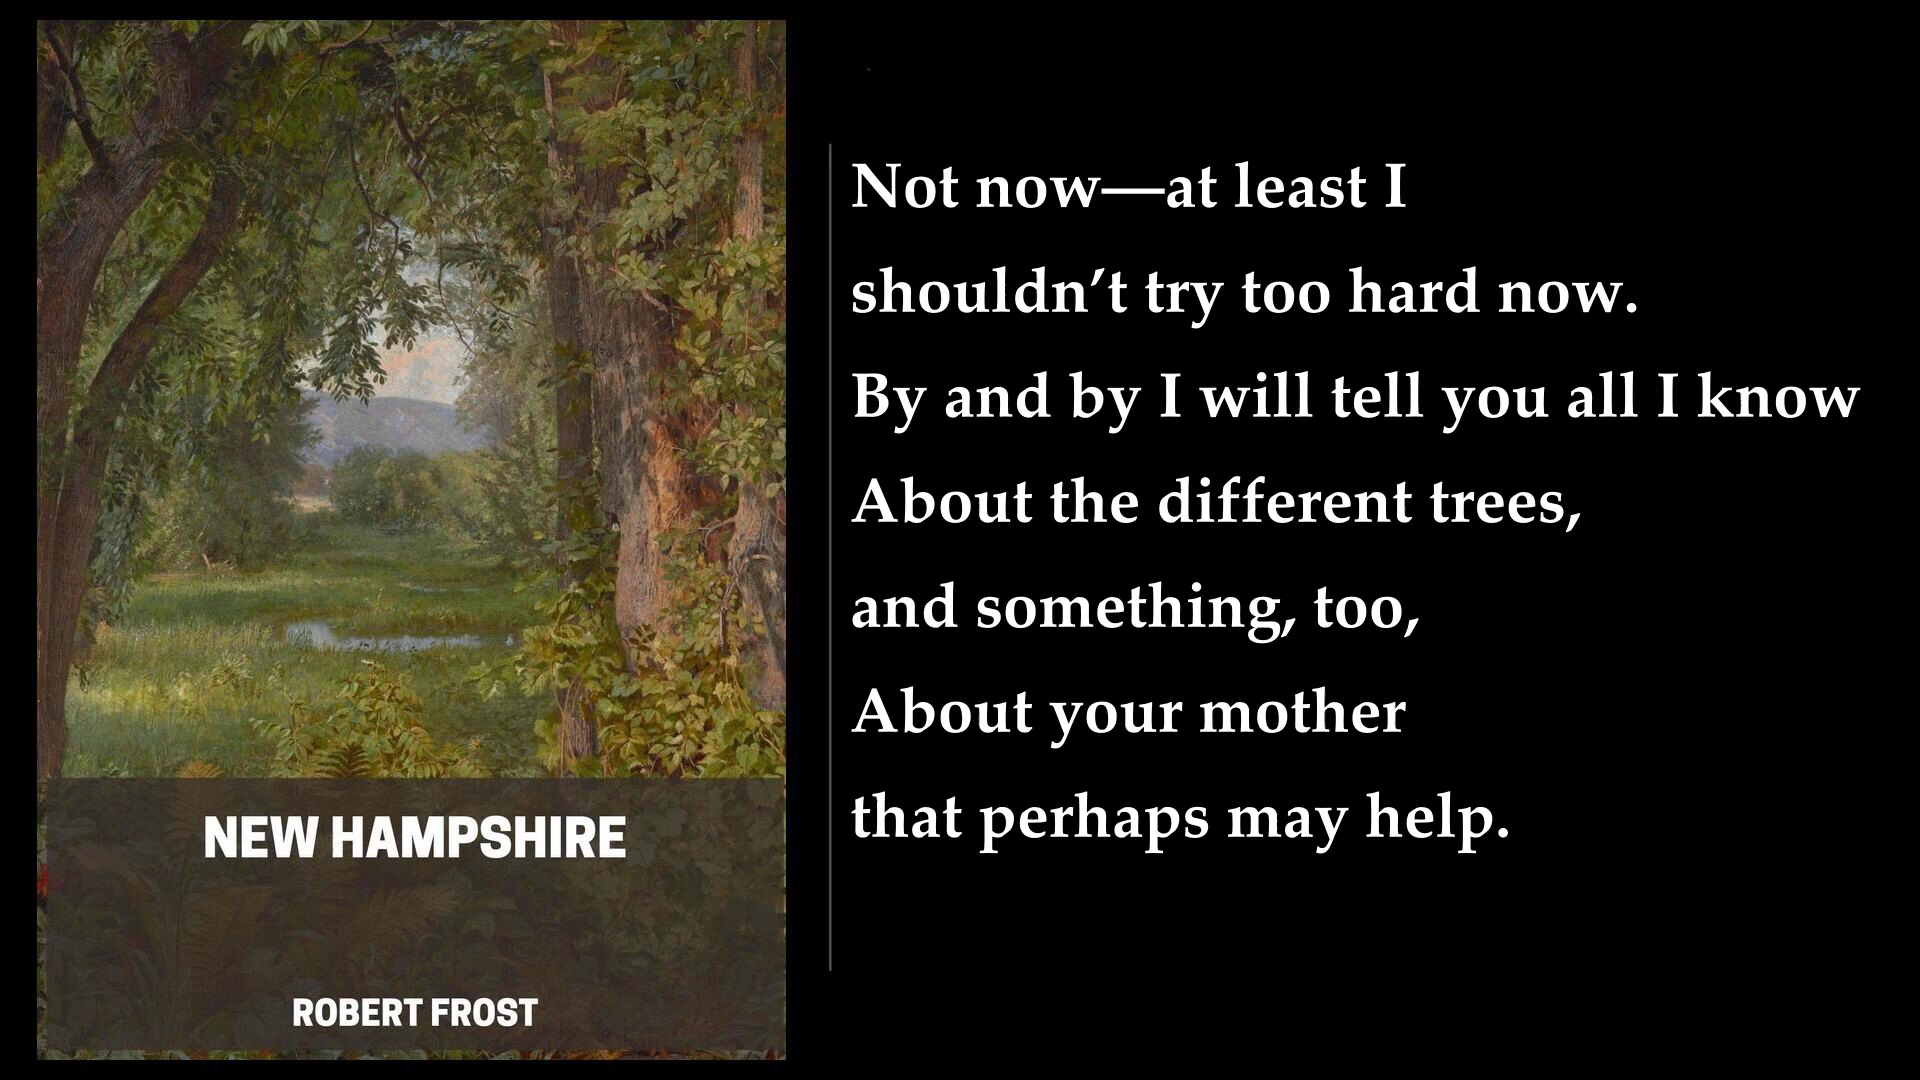 NEW HAMPSHIRE
ROBERT FROST
Not now—at least I
shouldn’t try too hard now.
By and by I will tell you all I know
About the different trees,
and something, too,
About your mother
that perhaps may help.